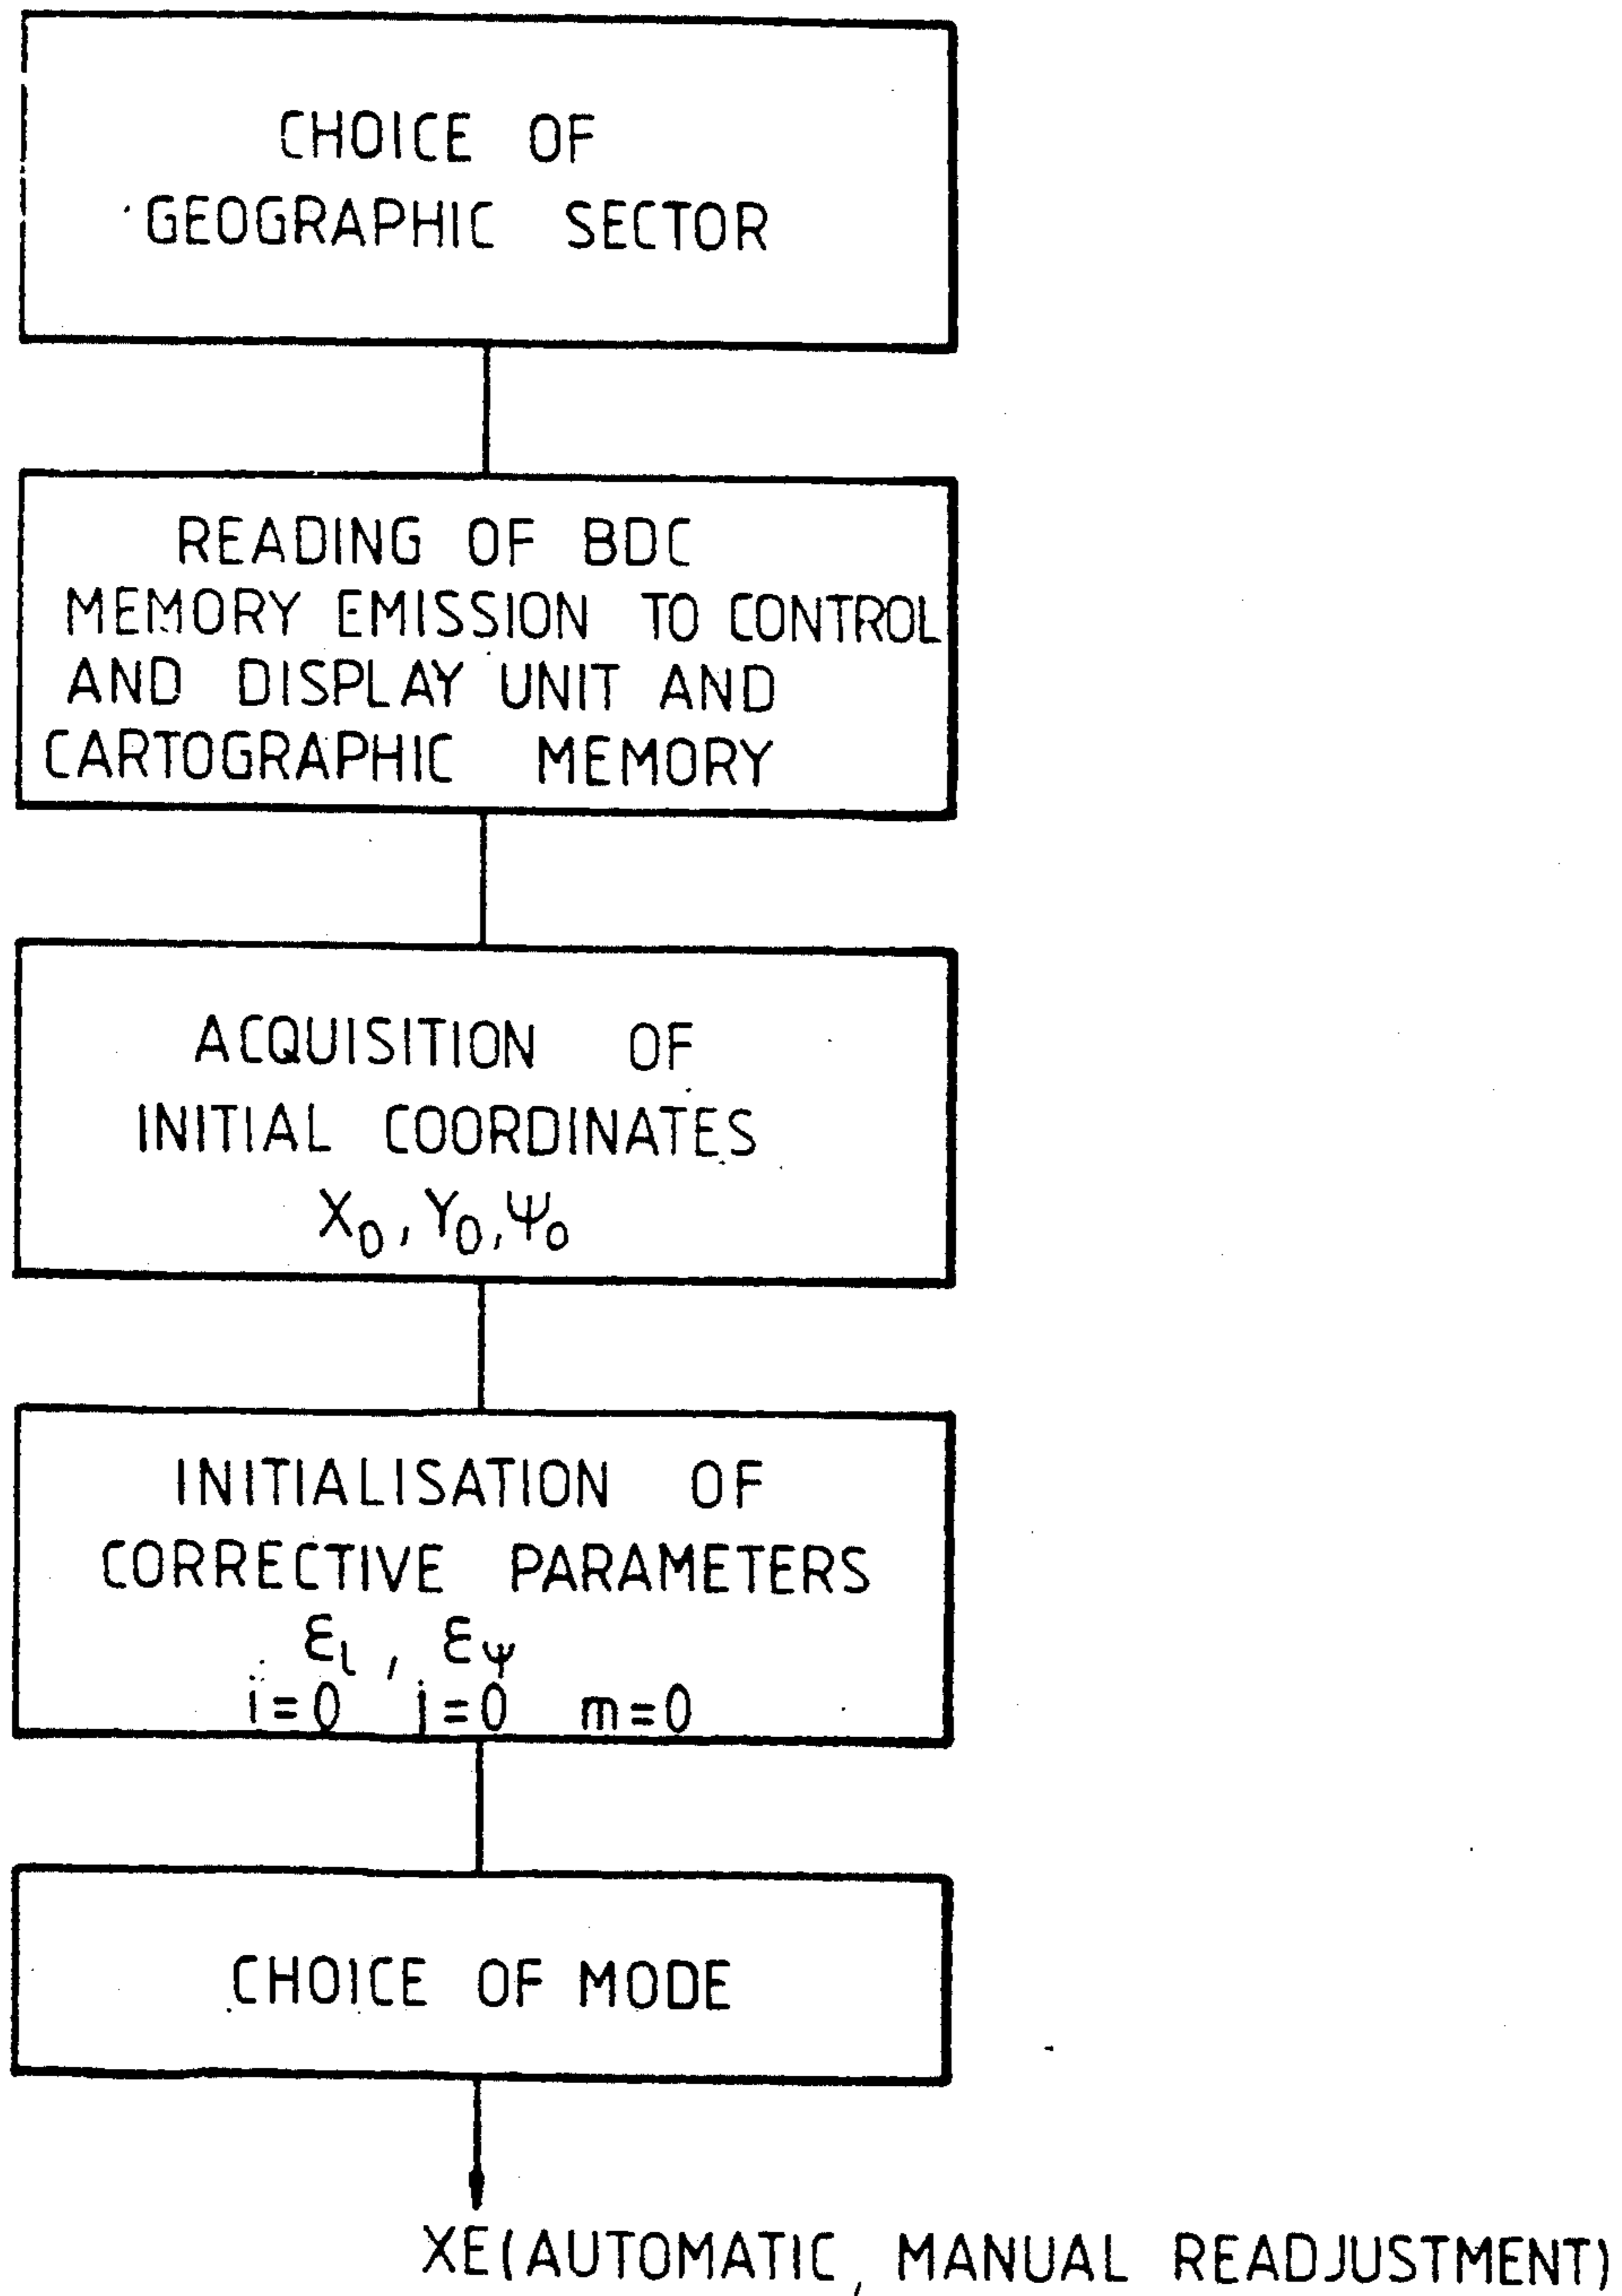 CHOICE OF
GEOGRAPHIC SECTOR
READING OF BDC
MEMORY EMISSION TO CONTROL
AND DISPLAY UNIT AND
CARTOGRAPHIC MEMORY
ACQUISITION OF
INITIAL COORDINATES
X₀, Y₀, Ψ₀
INITIALISATION OF
CORRECTIVE PARAMETERS
εₗ, εψ
i=0 j=0 m=0
CHOICE OF MODE
XE(AUTOMATIC, MANUAL READJUSTMENT)